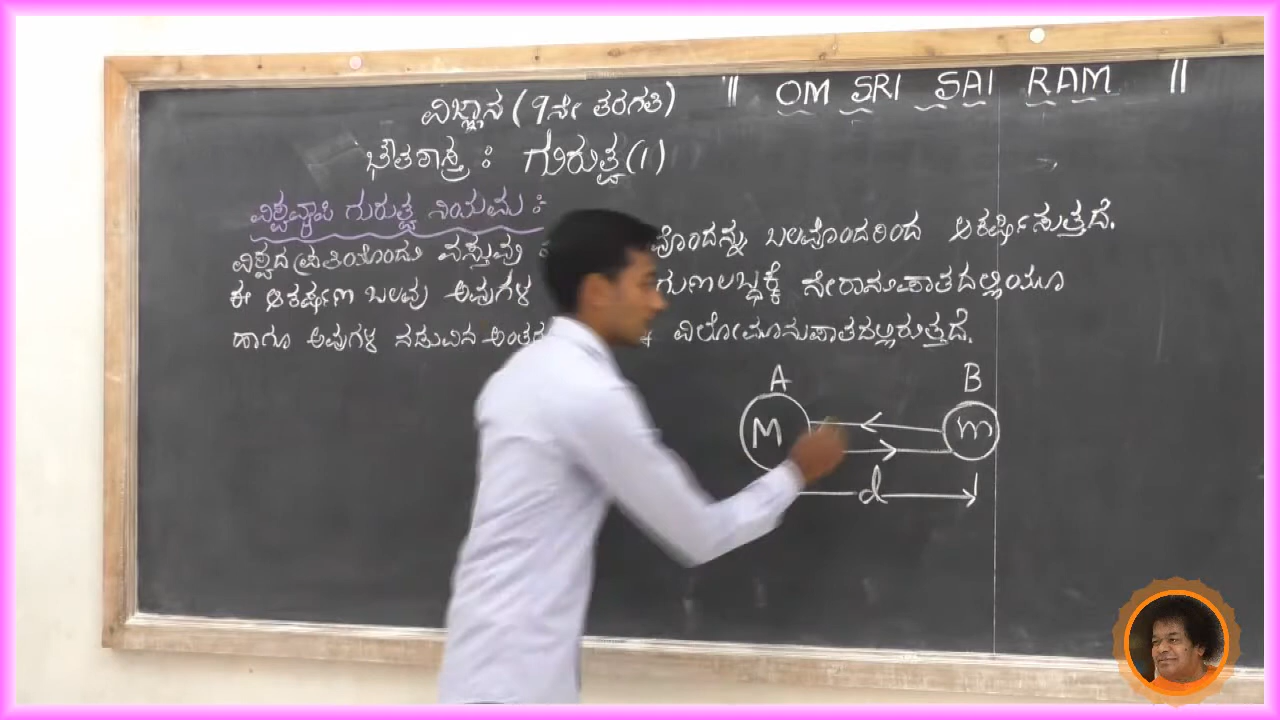 || OM SRI SAI RAM ||
ವಿಜ್ಞಾನ (9ನೇ ತರಗತಿ)
ಭೌತಶಾಸ್ತ್ರ : ಗುರುತ್ವ (1)
ವಿಶ್ವವ್ಯಾಪಿ ಗುರುತ್ವ ನಿಯಮ :
ವಿಶ್ವದ ಪ್ರತಿಯೊಂದು ವಸ್ತುವು ಬಲವೊಂದರಿಂದ ಆಕರ್ಷಿಸುತ್ತದೆ.
ಈ ಆಕರ್ಷಣ ಬಲವು ಅವುಗಳ ಗುಣಲಬ್ಧಕ್ಕೆ ನೇರಾನುಪಾತದಲ್ಲಿಯೂ
ಹಾಗೂ ಅವುಗಳ ನಡುವಿನ ವಿಲೋಮಾನುಪಾತದಲ್ಲಿರುತ್ತದೆ.
A B
M m
d